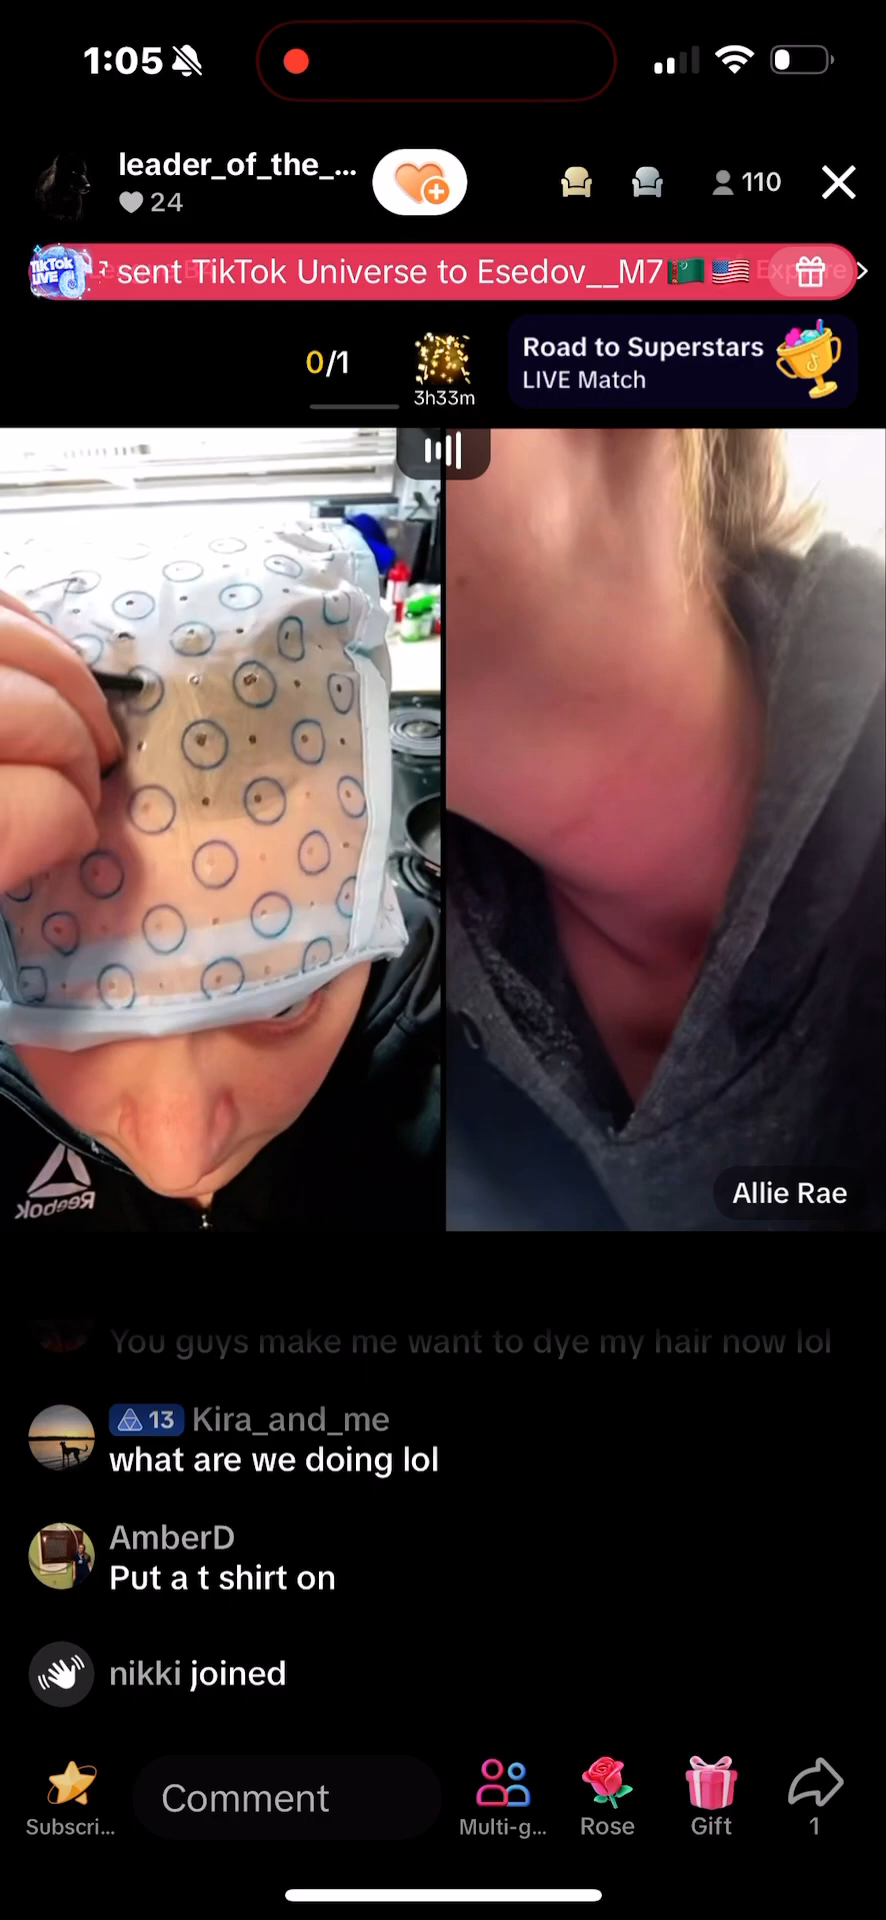 1:05
leader_of_the_...
24
110
sent TikTok Universe to Esedov__M7
0/1
3h33m
Road to Superstars
LIVE Match
Reebok
Allie Rae
You guys make me want to dye my hair now lol
13 Kira_and_me
what are we doing lol
AmberD
Put a t shirt on
nikki joined
Subscri...
Comment
Multi-g...
Rose
Gift
1